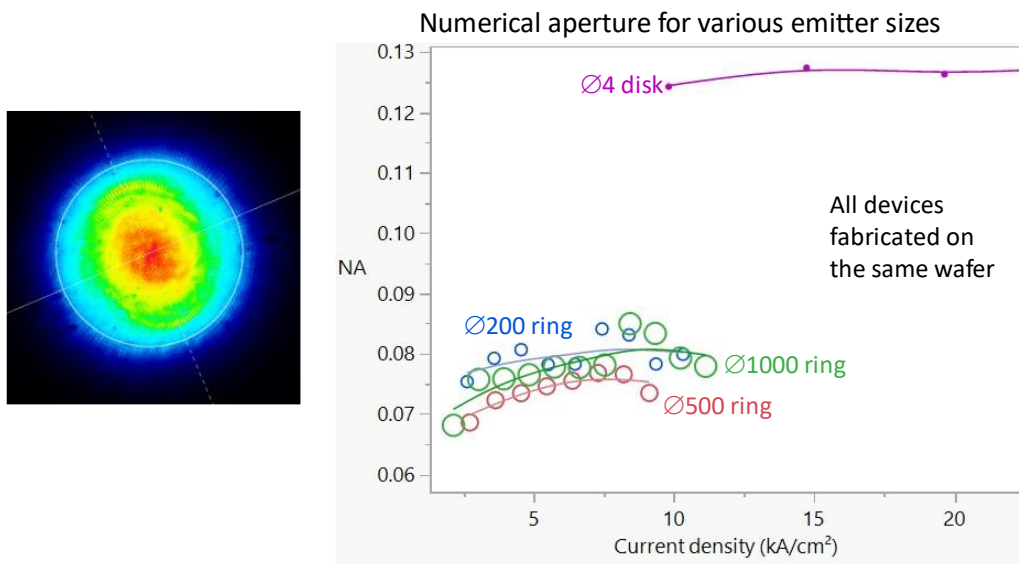 Numerical aperture for various emitter sizes
0.13
∅4 disk
0.12
0.11
All devices
fabricated on
the same wafer
0.10
NA
0.09
∅200 ring
0.08
∅1000 ring
∅500 ring
0.07
0.06
5 10 15 20
Current density (kA/cm²)